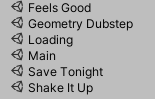 Feels Good
Geometry Dubstep
Loading
Main
Save Tonight
Shake It Up